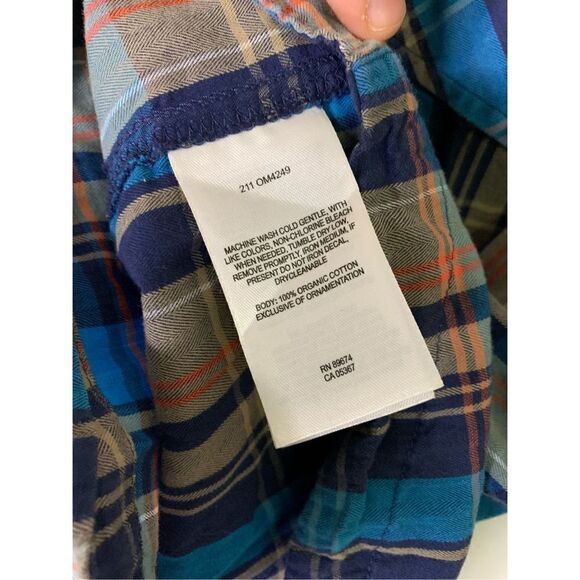 211 OM4249
MACHINE WASH COLD GENTLE, WITH
LIKE COLORS, NON-CHLORINE BLEACH
WHEN NEEDED, TUMBLE DRY LOW,
REMOVE PROMPTLY, IRON MEDIUM, IF
PRESENT DO NOT IRON DECAL,
DRYCLEANABLE
BODY: 100% ORGANIC COTTON
EXCLUSIVE OF ORNAMENTATION
RN 89674
CA 05367